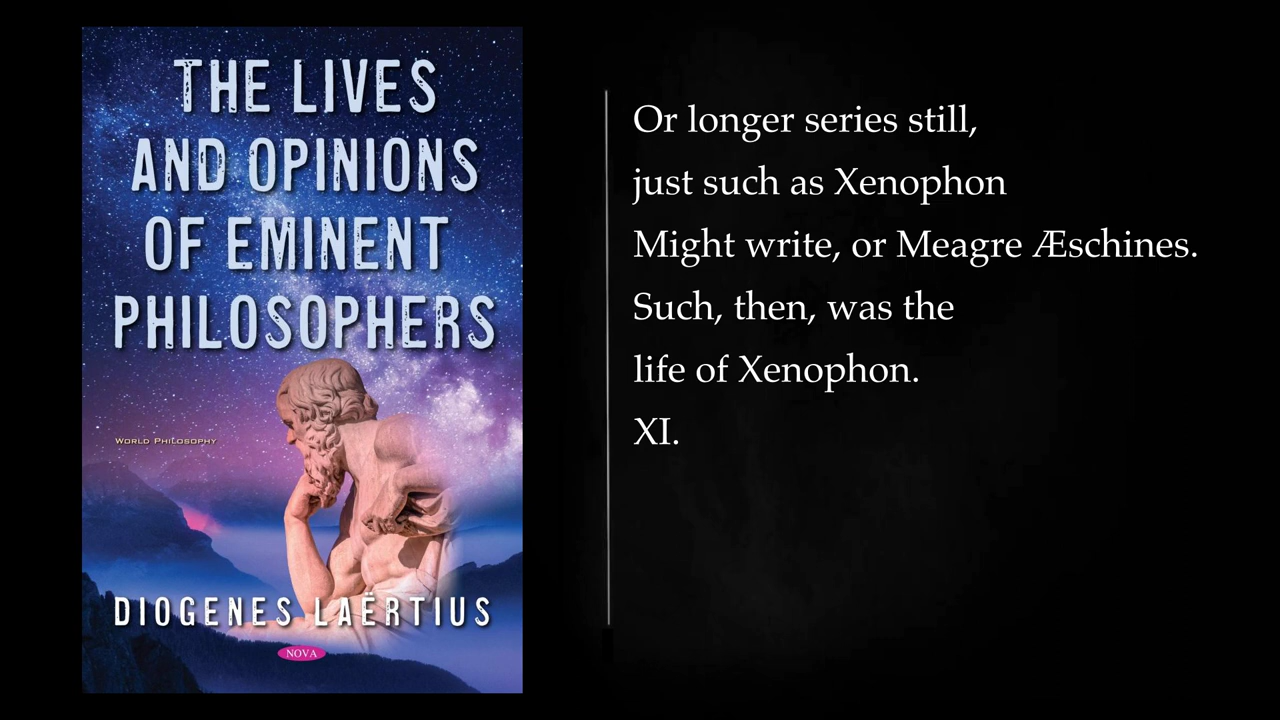 THE LIVES
AND OPINIONS
OF EMINENT
PHILOSOPHERS
WORLD PHILOSOPHY
DIOGENES LAËRTIUS
NOVA
Or longer series still,
just such as Xenophon
Might write, or Meagre Æschines.
Such, then, was the
life of Xenophon.
XI.